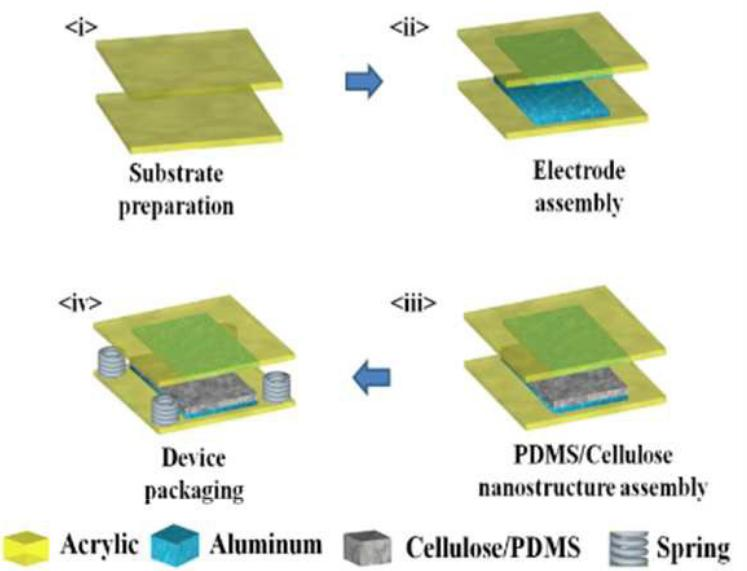 <i>
Substrate
preparation
<ii>
Electrode
assembly
<iii>
PDMS/Cellulose
nanostructure assembly
<iv>
Device
packaging
Acrylic
Aluminum
Cellulose/PDMS
Spring